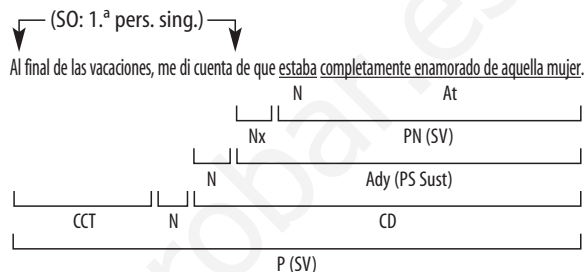 (SO: 1.ª pers. sing.)
Al final de las vacaciones, me di cuenta de que estaba completamente enamorado de aquella mujer.
N At
Nx PN (SV)
N Ady (PS Sust)
CCT N CD
P (SV)